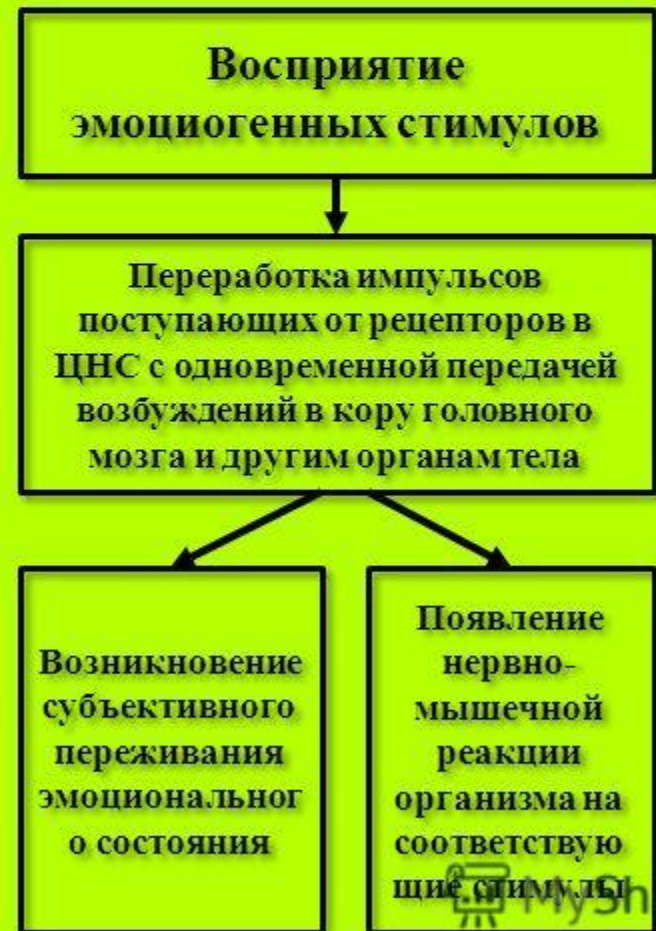 Восприятие
эмоциогенных стимулов
Переработка импульсов
поступающих от рецепторов в
ЦНС с одновременной передачей
возбуждений в кору головного
мозга и другим органам тела
Возникновение
субъективного
переживания
эмоциональног
о состояния
Появление
нервно-
мышечной
реакции
организма на
соответствую
щие стимулы
MySh